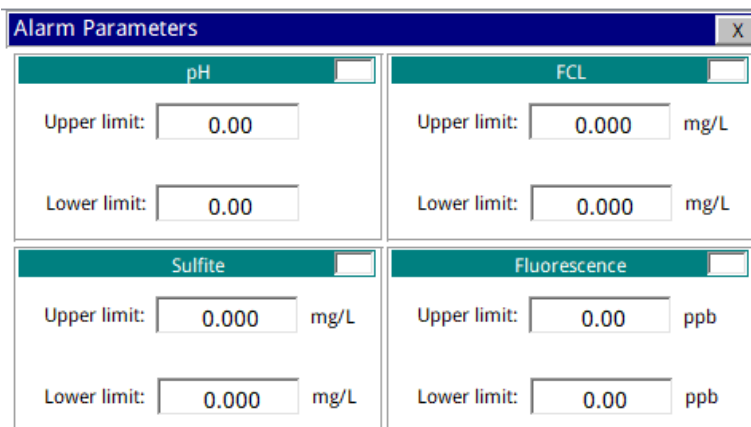 Alarm Parameters X
pH FCL
Upper limit: 0.00 Upper limit: 0.000 mg/L
Lower limit: 0.00 Lower limit: 0.000 mg/L
Sulfite Fluorescence
Upper limit: 0.000 mg/L Upper limit: 0.00 ppb
Lower limit: 0.000 mg/L Lower limit: 0.00 ppb